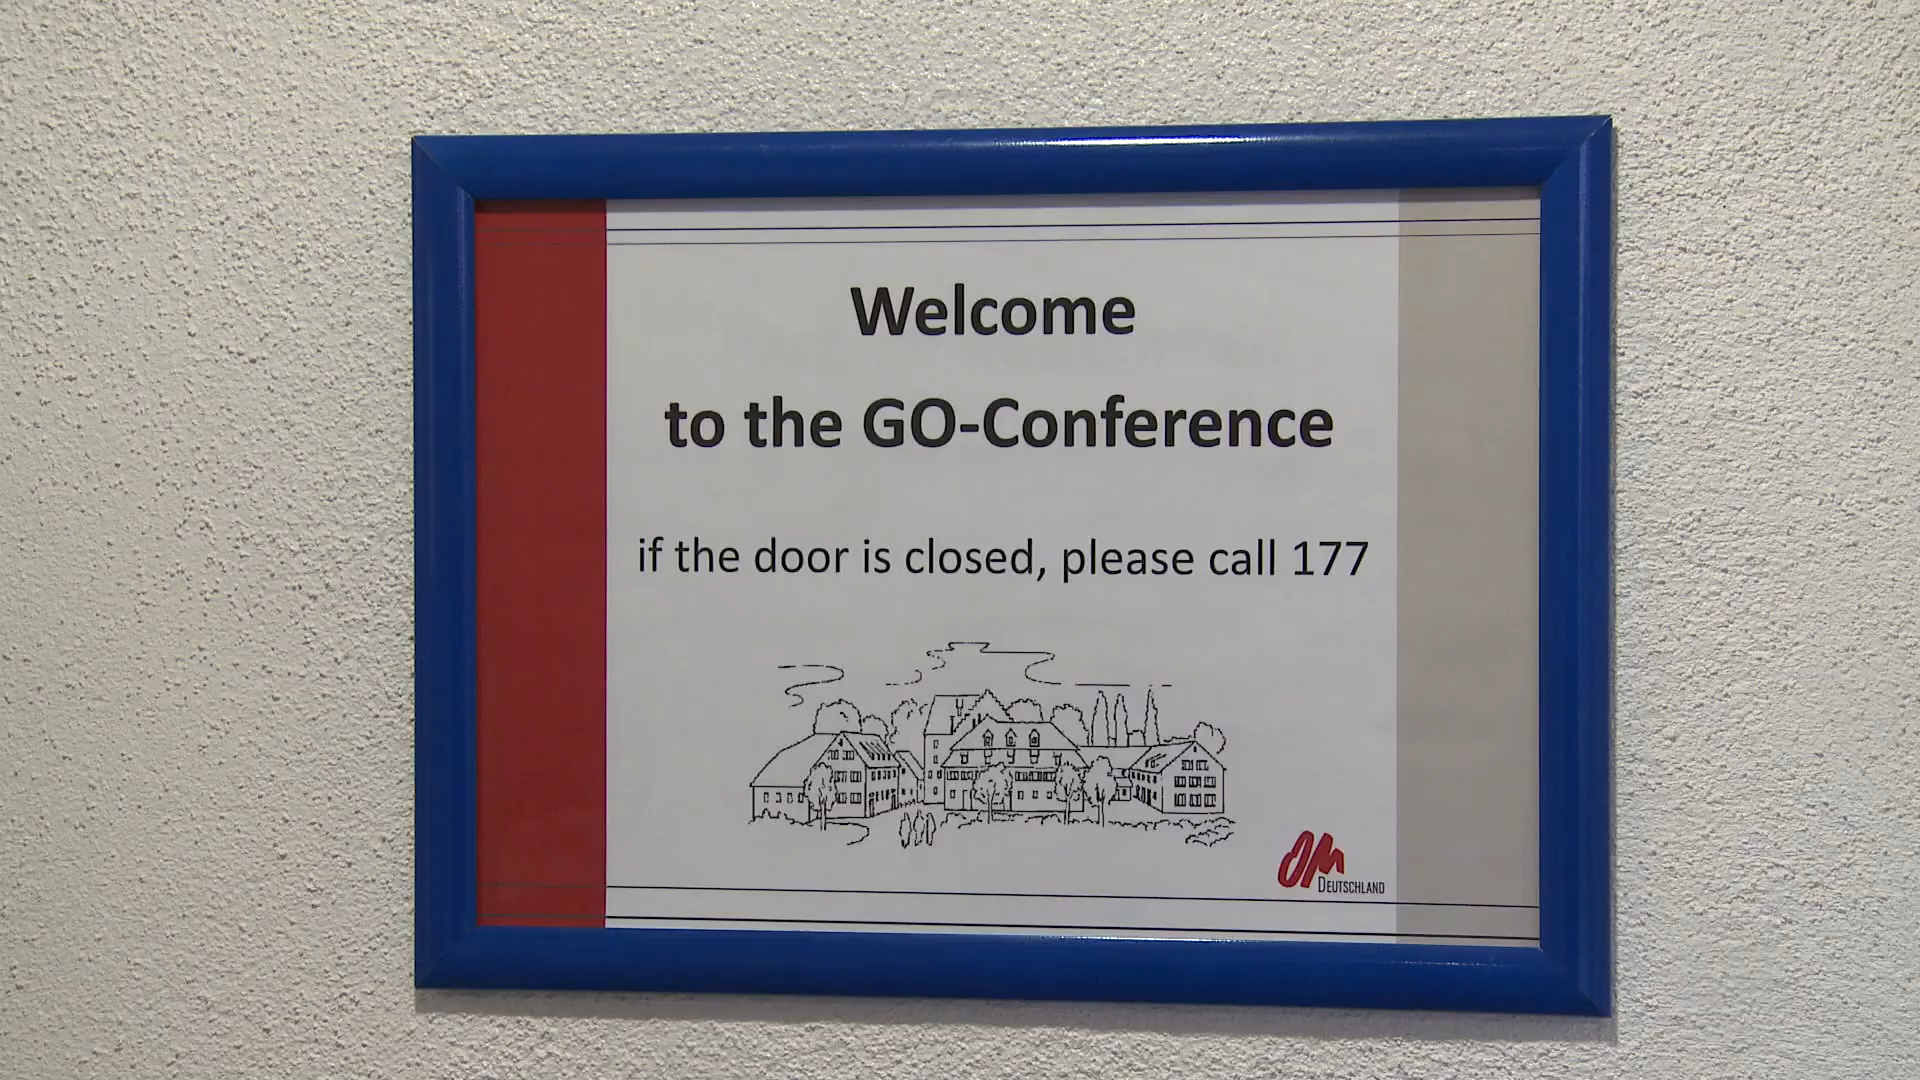 Welcome
to the GO-Conference
if the door is closed, please call 177
OM
DEUTSCHLAND